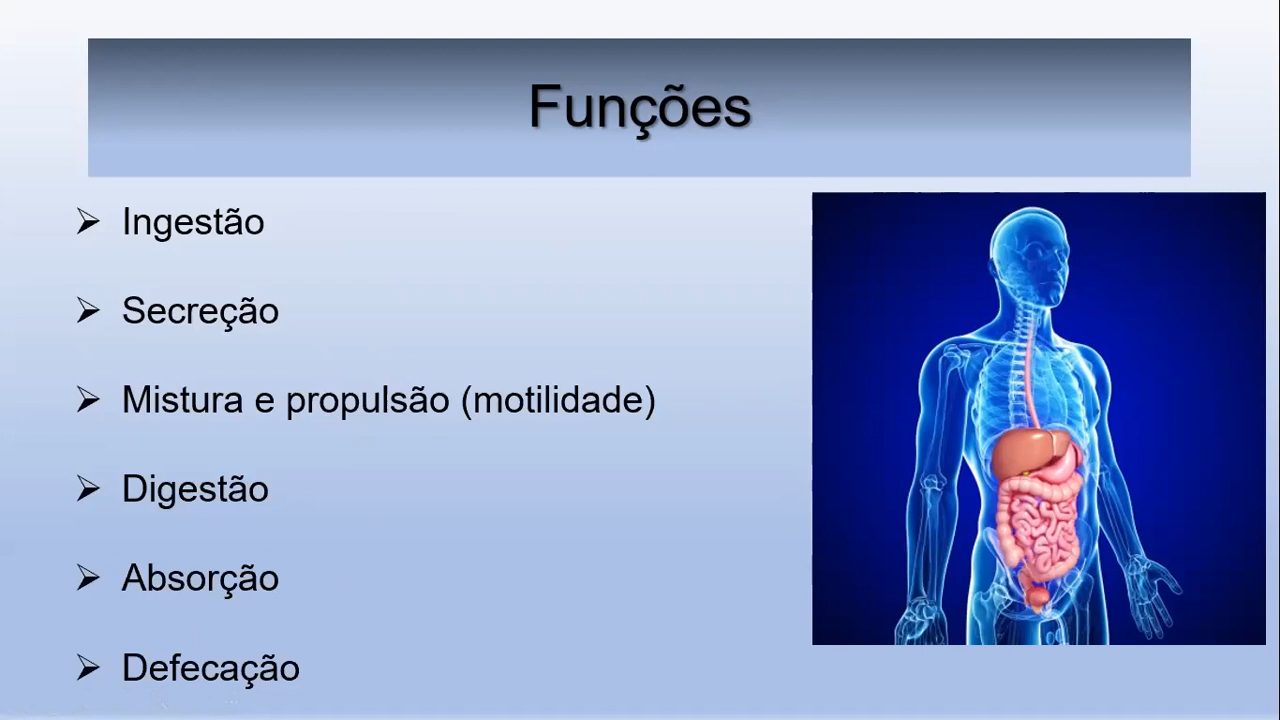 Funções
Ingestão
Secreção
Mistura e propulsão (motilidade)
Digestão
Absorção
Defecação